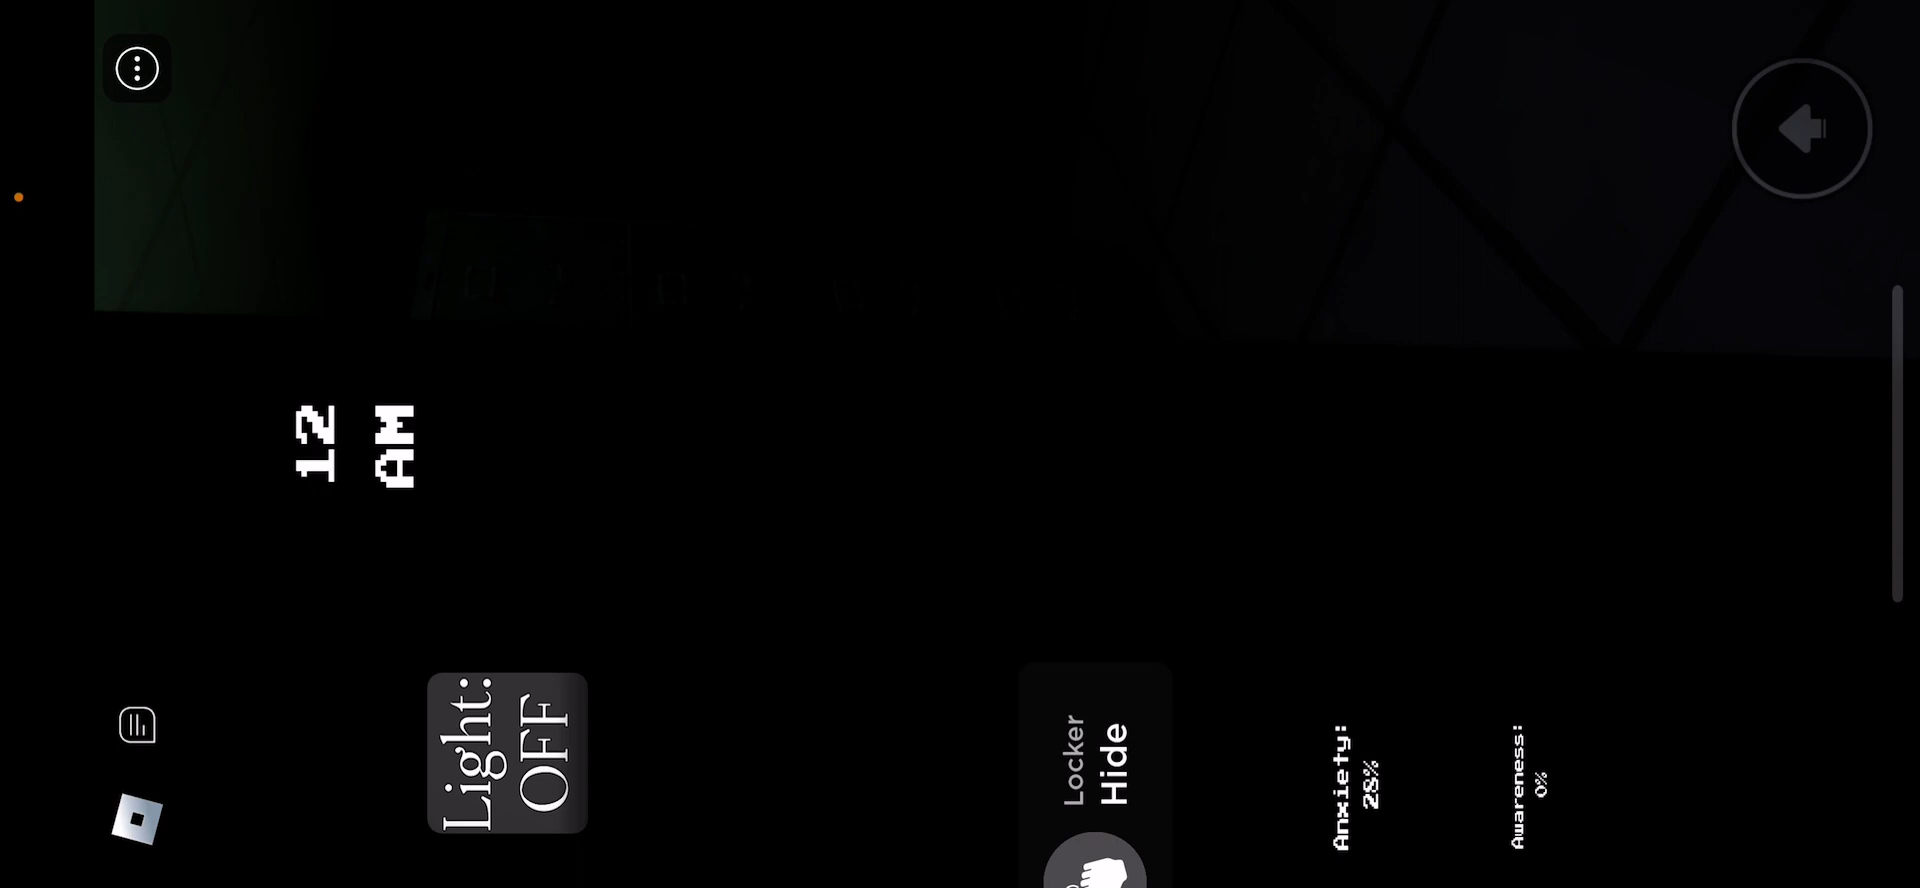 12
AM
Light:
OFF
Locker
Hide
Anxiety:
28%
Awareness:
0%